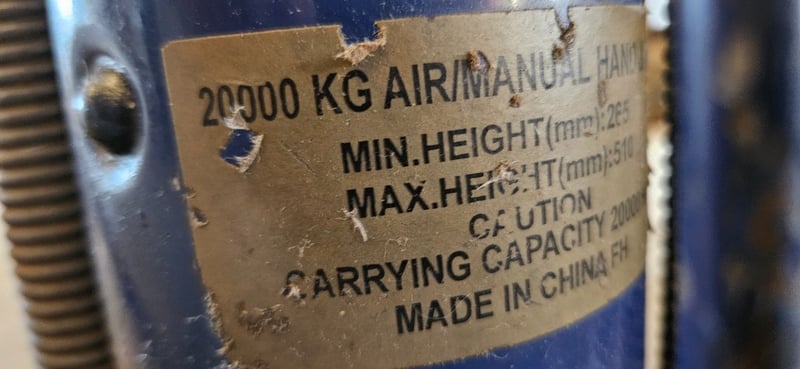 20000 KG AIR/MANUAL
MIN.HEIGHT(mm):265
MAX.HEIGHT(mm):510
CAUTION
CARRYING CAPACITY 20000
MADE IN CHINA FH